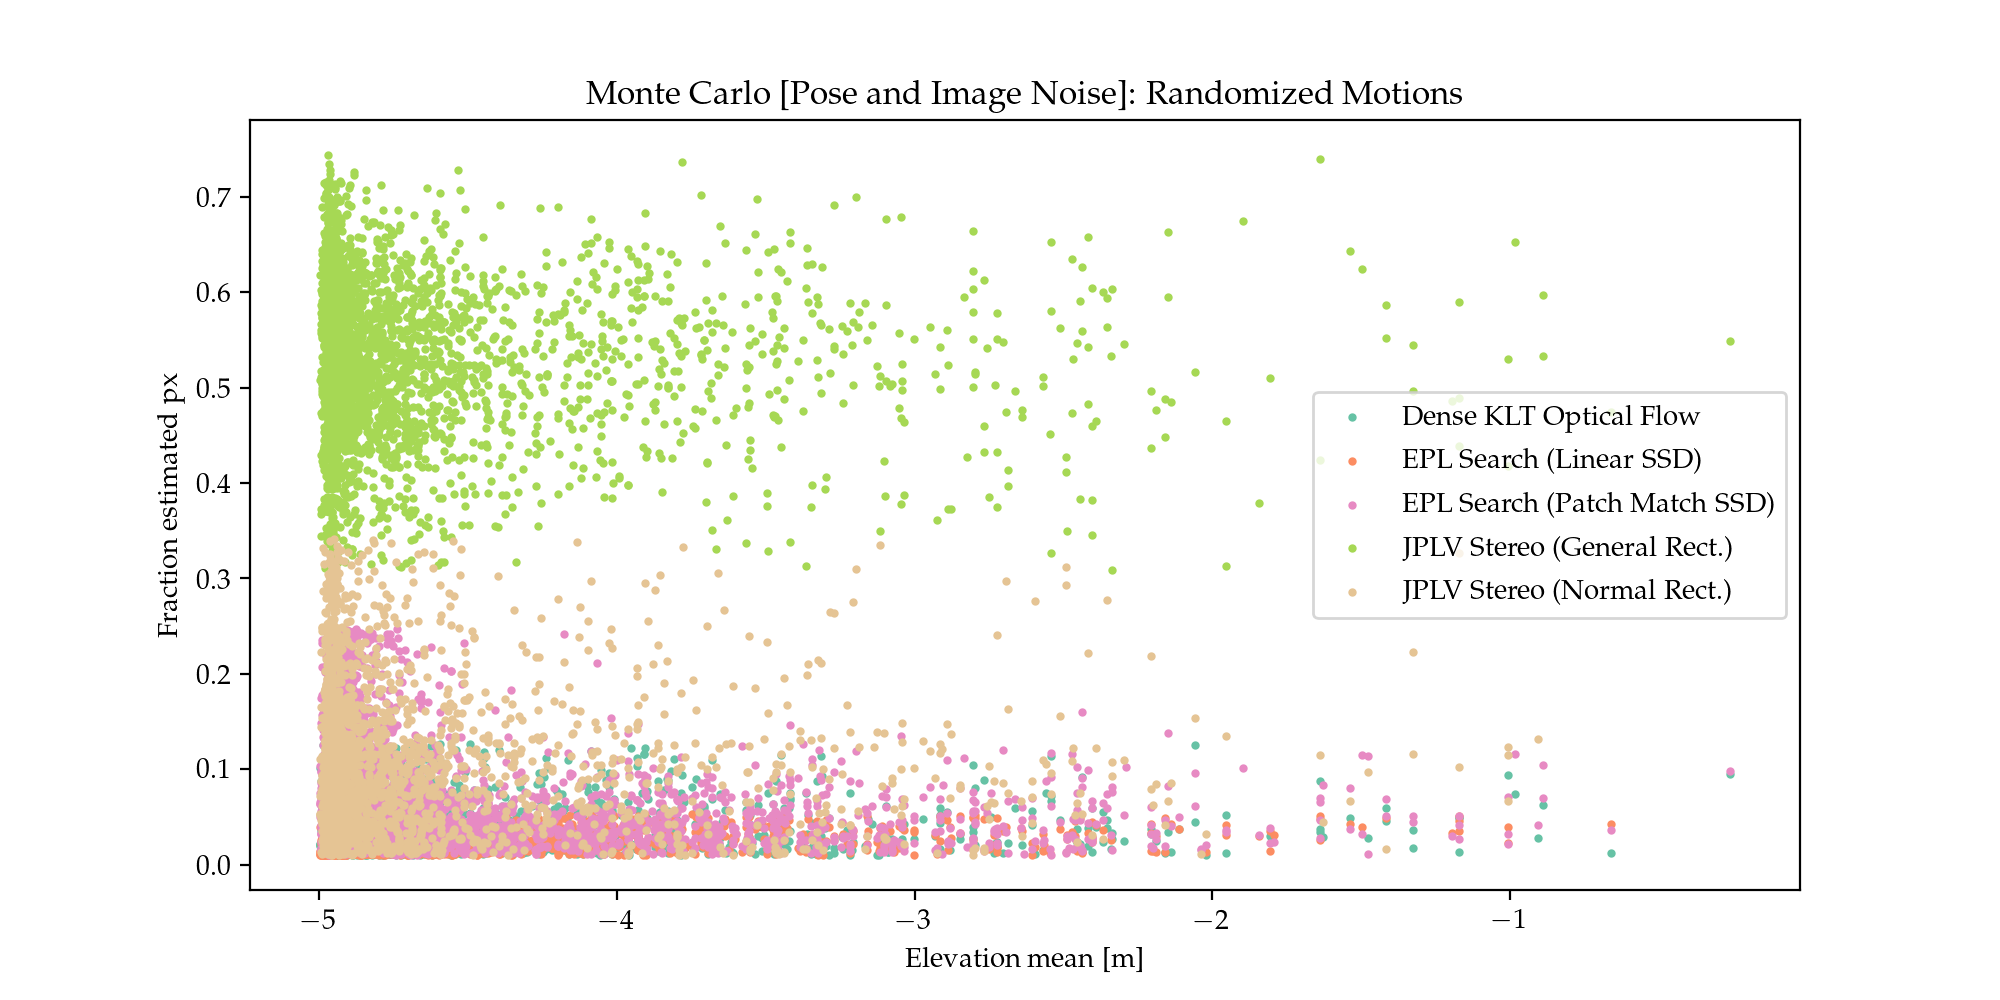 Monte Carlo [Pose and Image Noise]: Randomized Motions
Fraction estimated px
0.7
0.6
0.5
0.4
0.3
0.2
0.1
0.0
Dense KLT Optical Flow
EPL Search (Linear SSD)
EPL Search (Patch Match SSD)
JPLV Stereo (General Rect.)
JPLV Stereo (Normal Rect.)
−5 −4 −3 −2 −1
Elevation mean [m]